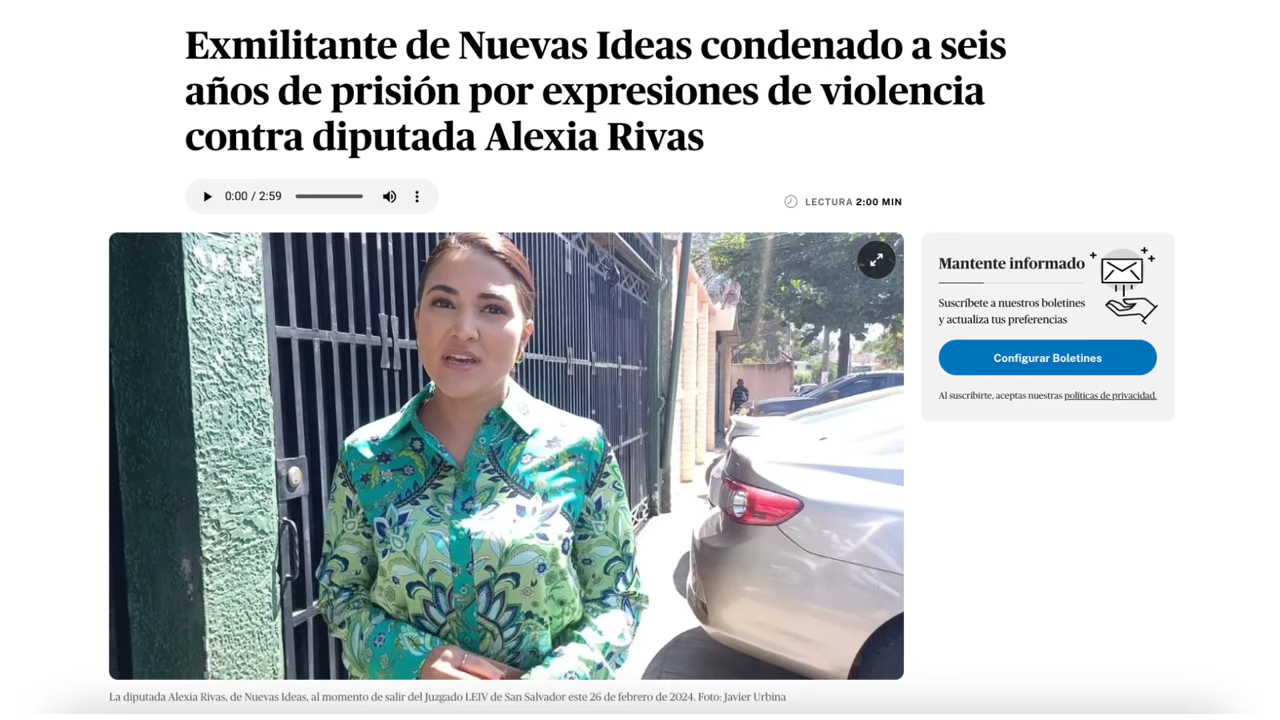 Exmilitante de Nuevas Ideas condenado a seis
años de prisión por expresiones de violencia
contra diputada Alexia Rivas
0:00 / 2:59
LECTURA 2:00 MIN
Mantente informado
Suscríbete a nuestros boletines
y actualiza tus preferencias
Configurar Boletines
Al suscribirte, aceptas nuestras políticas de privacidad.
La diputada Alexia Rivas, de Nuevas Ideas, al momento de salir del Juzgado LEIV de San Salvador este 26 de febrero de 2024. Foto: Javier Urbina